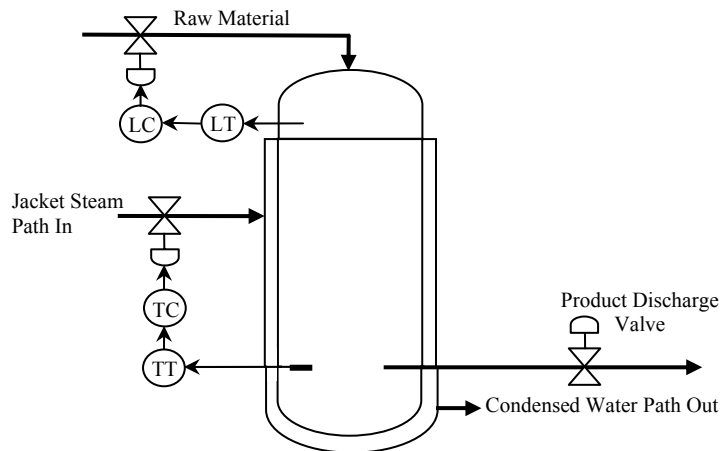 Raw Material
LC
LT
Jacket Steam
Path In
TC
TT
Product Discharge
Valve
Condensed Water Path Out